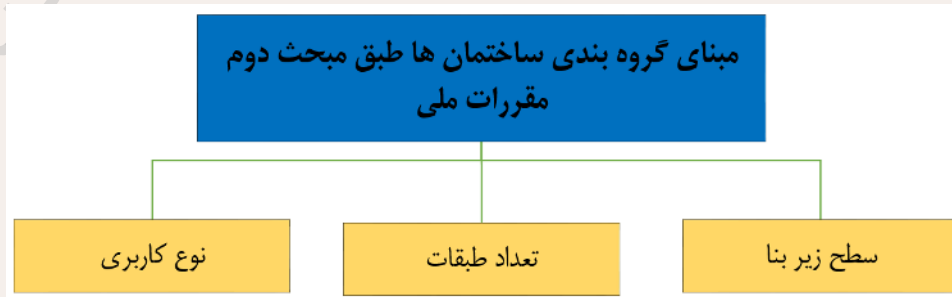 مبنای گروه بندی ساختمان ها طبق مبحث دوم
مقررات ملی
سطح زیر بنا
تعداد طبقات
نوع کاربری